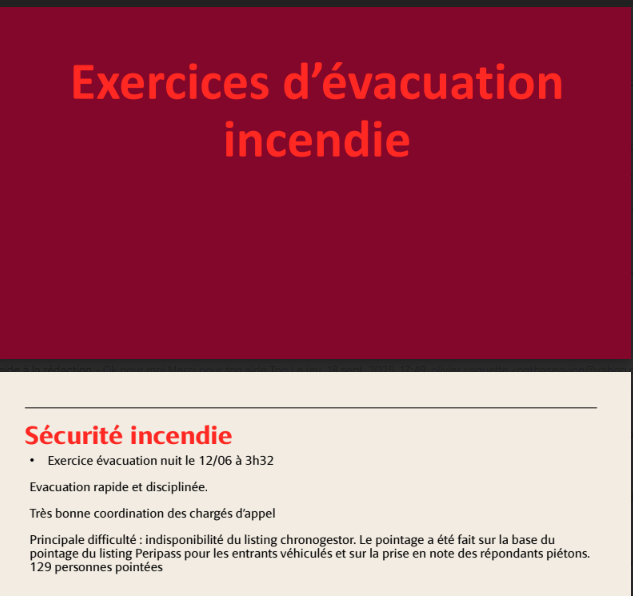 Exercices d’évacuation
incendie
Sécurité incendie
• Exercice évacuation nuit le 12/06 à 3h32
Evacuation rapide et disciplinée.
Très bonne coordination des chargés d’appel
Principale difficulté : indisponibilité du listing chronogestor. Le pointage a été fait sur la base du
pointage du listing Peripass pour les entrants véhiculés et sur la prise en note des répondants piétons.
129 personnes pointées